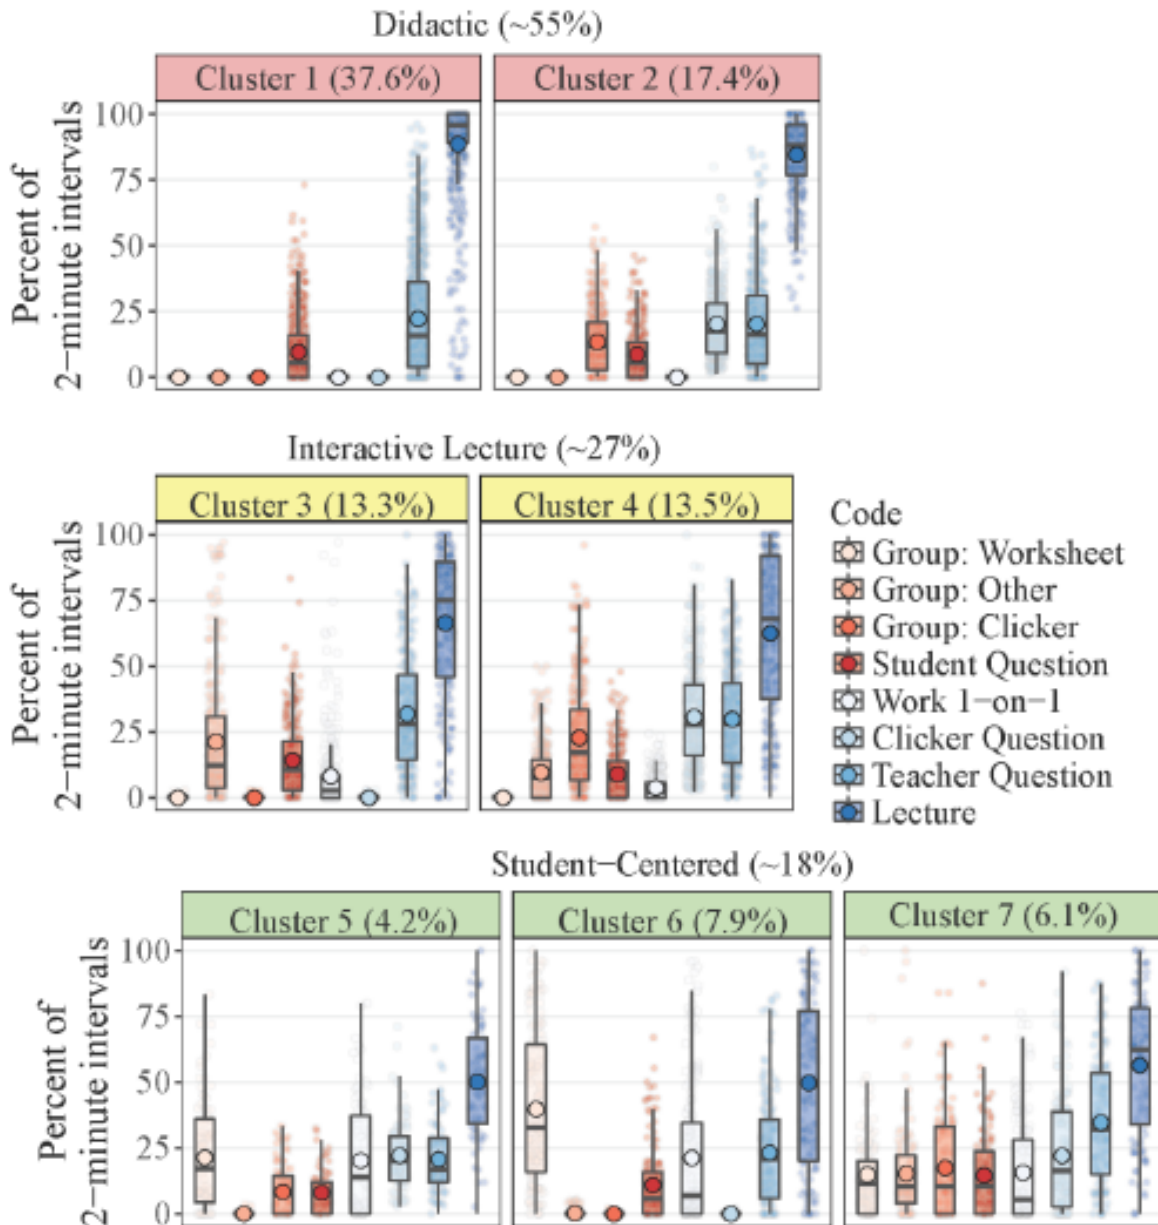 Didactic (~55%)
Cluster 1 (37.6%)
Cluster 2 (17.4%)
Percent of
2−minute intervals
100
75
50
25
0
Interactive Lecture (~27%)
Cluster 3 (13.3%)
Cluster 4 (13.5%)
Percent of
2−minute intervals
100
75
50
25
0
Code
Group: Worksheet
Group: Other
Group: Clicker
Student Question
Work 1−on−1
Clicker Question
Teacher Question
Lecture
Student−Centered (~18%)
Cluster 5 (4.2%)
Cluster 6 (7.9%)
Cluster 7 (6.1%)
Percent of
2−minute intervals
100
75
50
25
0